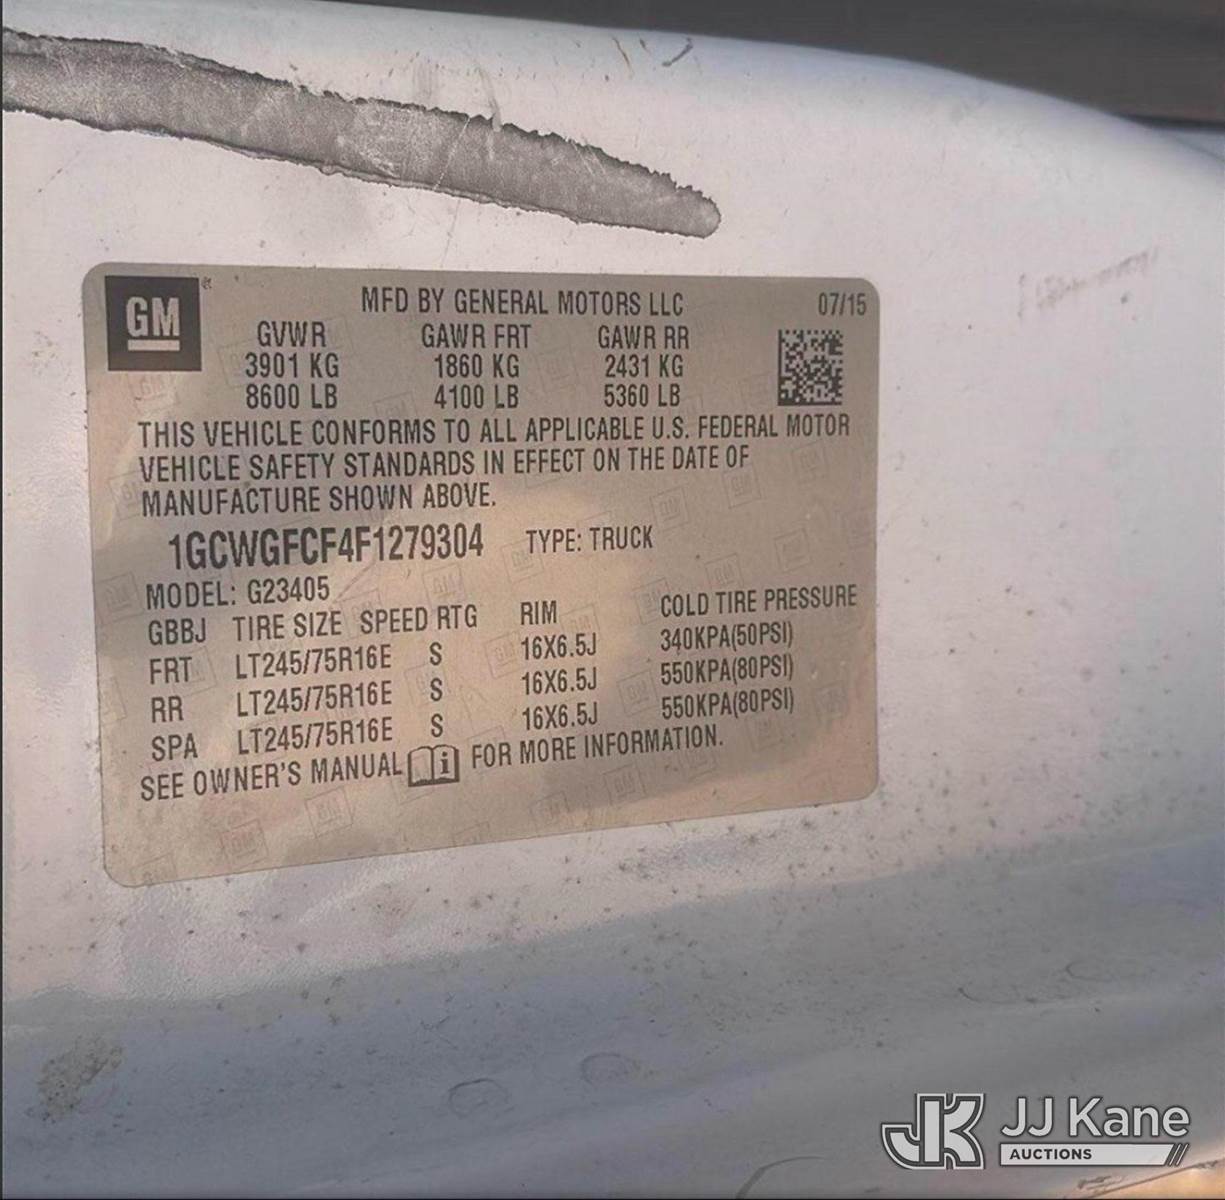 GM
MFD BY GENERAL MOTORS LLC 07/15
GVWR GAWR FRT GAWR RR
3901 KG 1860 KG 2431 KG
8600 LB 4100 LB 5360 LB
THIS VEHICLE CONFORMS TO ALL APPLICABLE U.S. FEDERAL MOTOR
VEHICLE SAFETY STANDARDS IN EFFECT ON THE DATE OF
MANUFACTURE SHOWN ABOVE.
1GCWGFCF4F1279304 TYPE: TRUCK
MODEL: G23405
GBBJ TIRE SIZE SPEED RTG RIM COLD TIRE PRESSURE
FRT LT245/75R16E S 16X6.5J 340KPA(50PSI)
RR LT245/75R16E S 16X6.5J 550KPA(80PSI)
SPA LT245/75R16E S 16X6.5J 550KPA(80PSI)
SEE OWNER'S MANUAL i FOR MORE INFORMATION.
JK JJ Kane
AUCTIONS